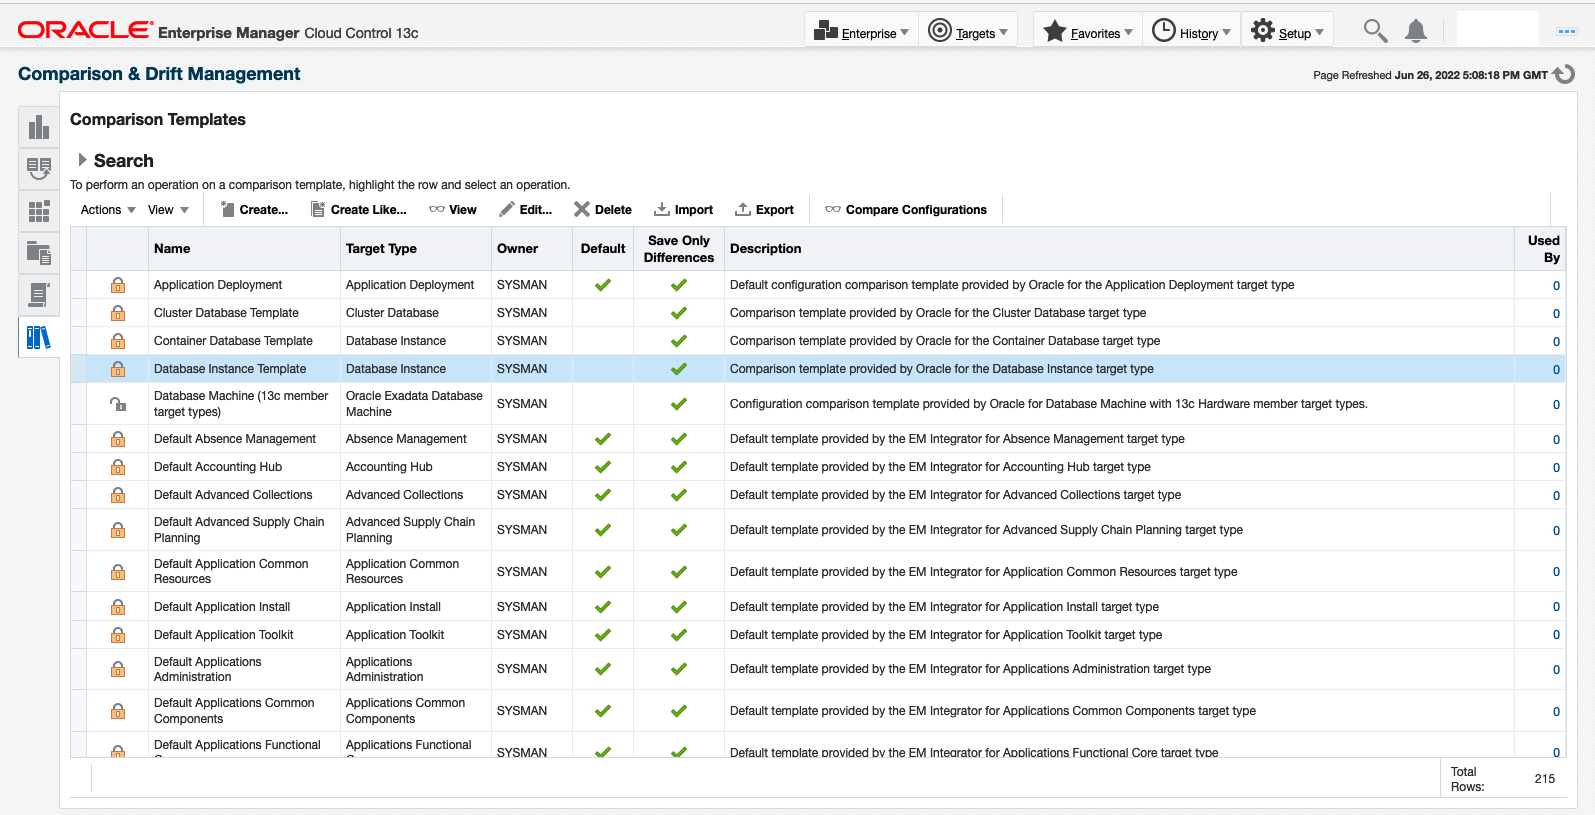 ORACLE® Enterprise Manager Cloud Control 13c
Enterprise Targets Favorites History Setup
Comparison & Drift Management
Page Refreshed Jun 26, 2022 5:08:18 PM GMT
Comparison Templates
Search
To perform an operation on a comparison template, highlight the row and select an operation.
Actions View Create... Create Like... View Edit... Delete Import Export Compare Configurations
Name Target Type Owner Default Save Only Differences Description Used By
Application Deployment Application Deployment SYSMAN Default configuration comparison template provided by Oracle for the Application Deployment target type 0
Cluster Database Template Cluster Database SYSMAN Comparison template provided by Oracle for the Cluster Database target type 0
Container Database Template Database Instance SYSMAN Comparison template provided by Oracle for the Container Database target type 0
Database Instance Template Database Instance SYSMAN Comparison template provided by Oracle for the Database Instance target type 0
Database Machine (13c member target types) Oracle Exadata Database Machine SYSMAN Configuration comparison template provided by Oracle for Database Machine with 13c Hardware member target types. 0
Default Absence Management Absence Management SYSMAN Default template provided by the EM Integrator for Absence Management target type 0
Default Accounting Hub Accounting Hub SYSMAN Default template provided by the EM Integrator for Accounting Hub target type 0
Default Advanced Collections Advanced Collections SYSMAN Default template provided by the EM Integrator for Advanced Collections target type 0
Default Advanced Supply Chain Planning Advanced Supply Chain Planning SYSMAN Default template provided by the EM Integrator for Advanced Supply Chain Planning target type 0
Default Application Common Resources Application Common Resources SYSMAN Default template provided by the EM Integrator for Application Common Resources target type 0
Default Application Install Application Install SYSMAN Default template provided by the EM Integrator for Application Install target type 0
Default Application Toolkit Application Toolkit SYSMAN Default template provided by the EM Integrator for Application Toolkit target type 0
Default Applications Administration Applications Administration SYSMAN Default template provided by the EM Integrator for Applications Administration target type 0
Default Applications Common Components Applications Common Components SYSMAN Default template provided by the EM Integrator for Applications Common Components target type 0
Default Applications Functional Applications Functional SYSMAN Default template provided by the EM Integrator for Applications Functional Core target type 0
Total Rows: 215